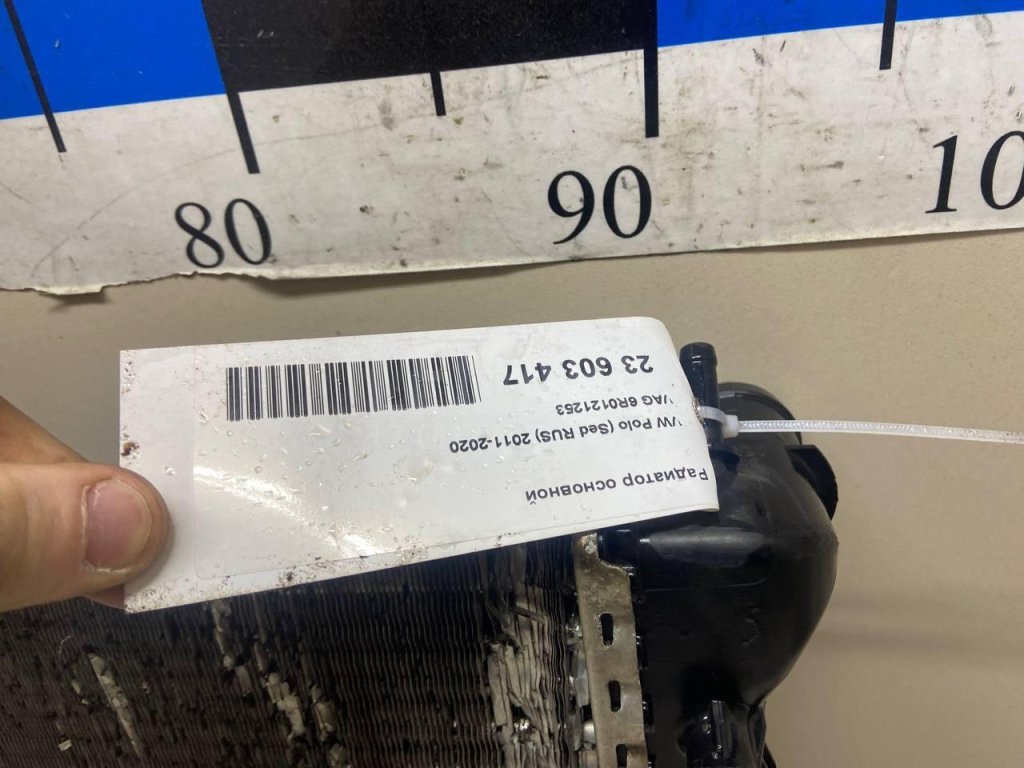 80 90 10
23 603 417
VAG 6R0121253
VW Polo (Sed RUS) 2011-2020
Радиатор основной